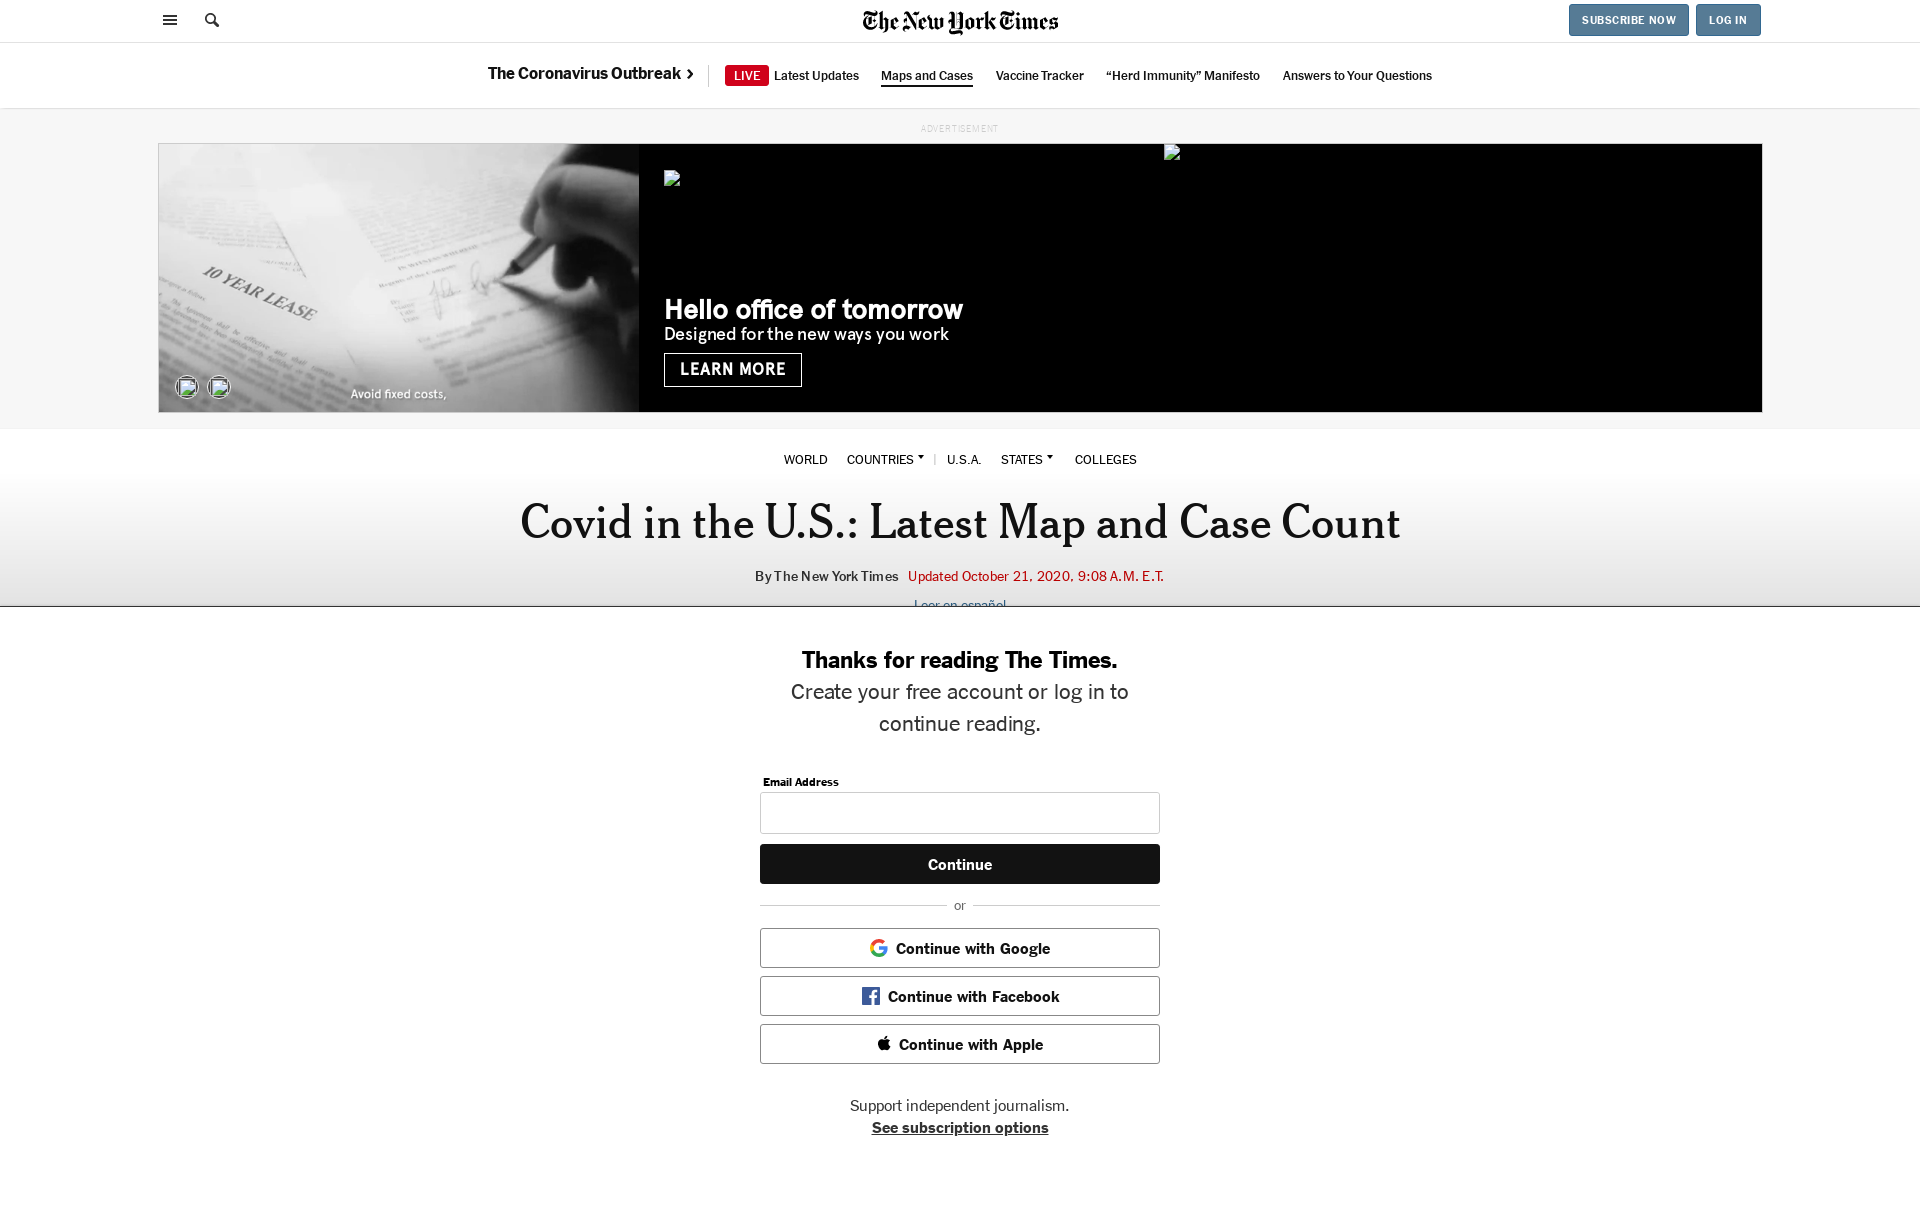 The New York Times
SUBSCRIBE NOW
LOG IN
The Coronavirus Outbreak ›
LIVE Latest Updates
Maps and Cases
Vaccine Tracker
“Herd Immunity” Manifesto
Answers to Your Questions
ADVERTISEMENT
10 YEAR LEASE
Avoid fixed costs,
Hello office of tomorrow
Designed for the new ways you work
LEARN MORE
WORLD
COUNTRIES
U.S.A.
STATES
COLLEGES
Covid in the U.S.: Latest Map and Case Count
By The New York Times Updated October 21, 2020, 9:08 A.M. E.T.
Leer en español
Thanks for reading The Times.
Create your free account or log in to
continue reading.
Email Address
Continue
or
Continue with Google
Continue with Facebook
Continue with Apple
Support independent journalism.
See subscription options